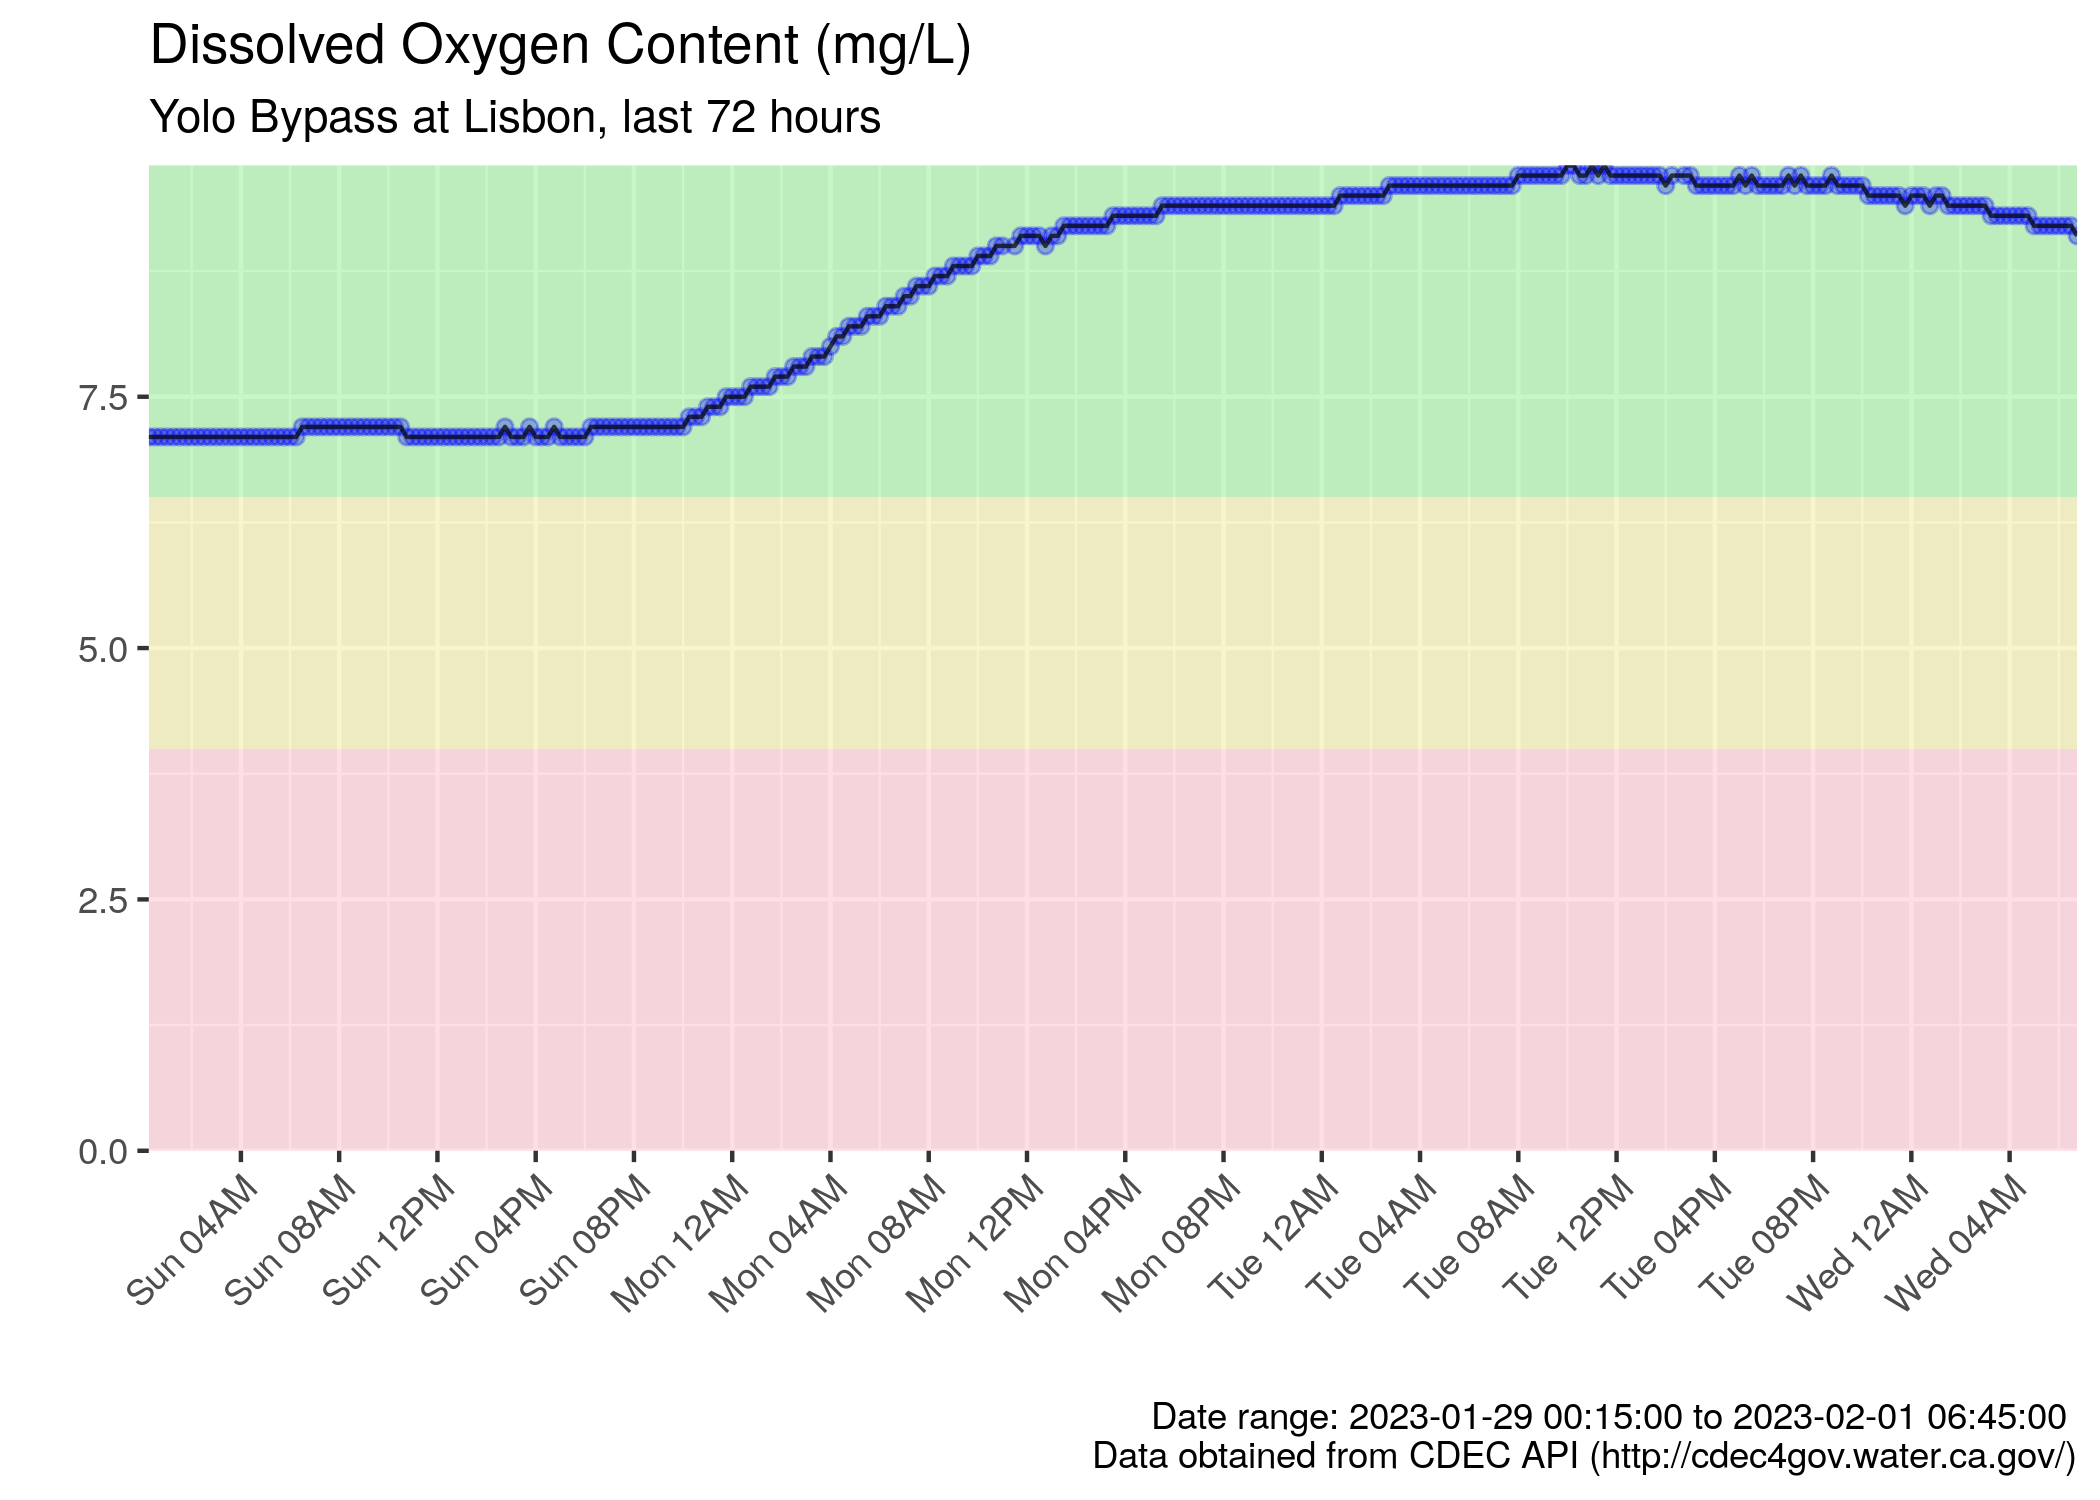 Dissolved Oxygen Content (mg/L)
Yolo Bypass at Lisbon, last 72 hours
7.5
5.0
2.5
0.0
Sun 04AM
Sun 08AM
Sun 12PM
Sun 04PM
Sun 08PM
Mon 12AM
Mon 04AM
Mon 08AM
Mon 12PM
Mon 04PM
Mon 08PM
Tue 12AM
Tue 04AM
Tue 08AM
Tue 12PM
Tue 04PM
Tue 08PM
Wed 12AM
Wed 04AM
Date range: 2023-01-29 00:15:00 to 2023-02-01 06:45:00
Data obtained from CDEC API (http://cdec4gov.water.ca.gov/)